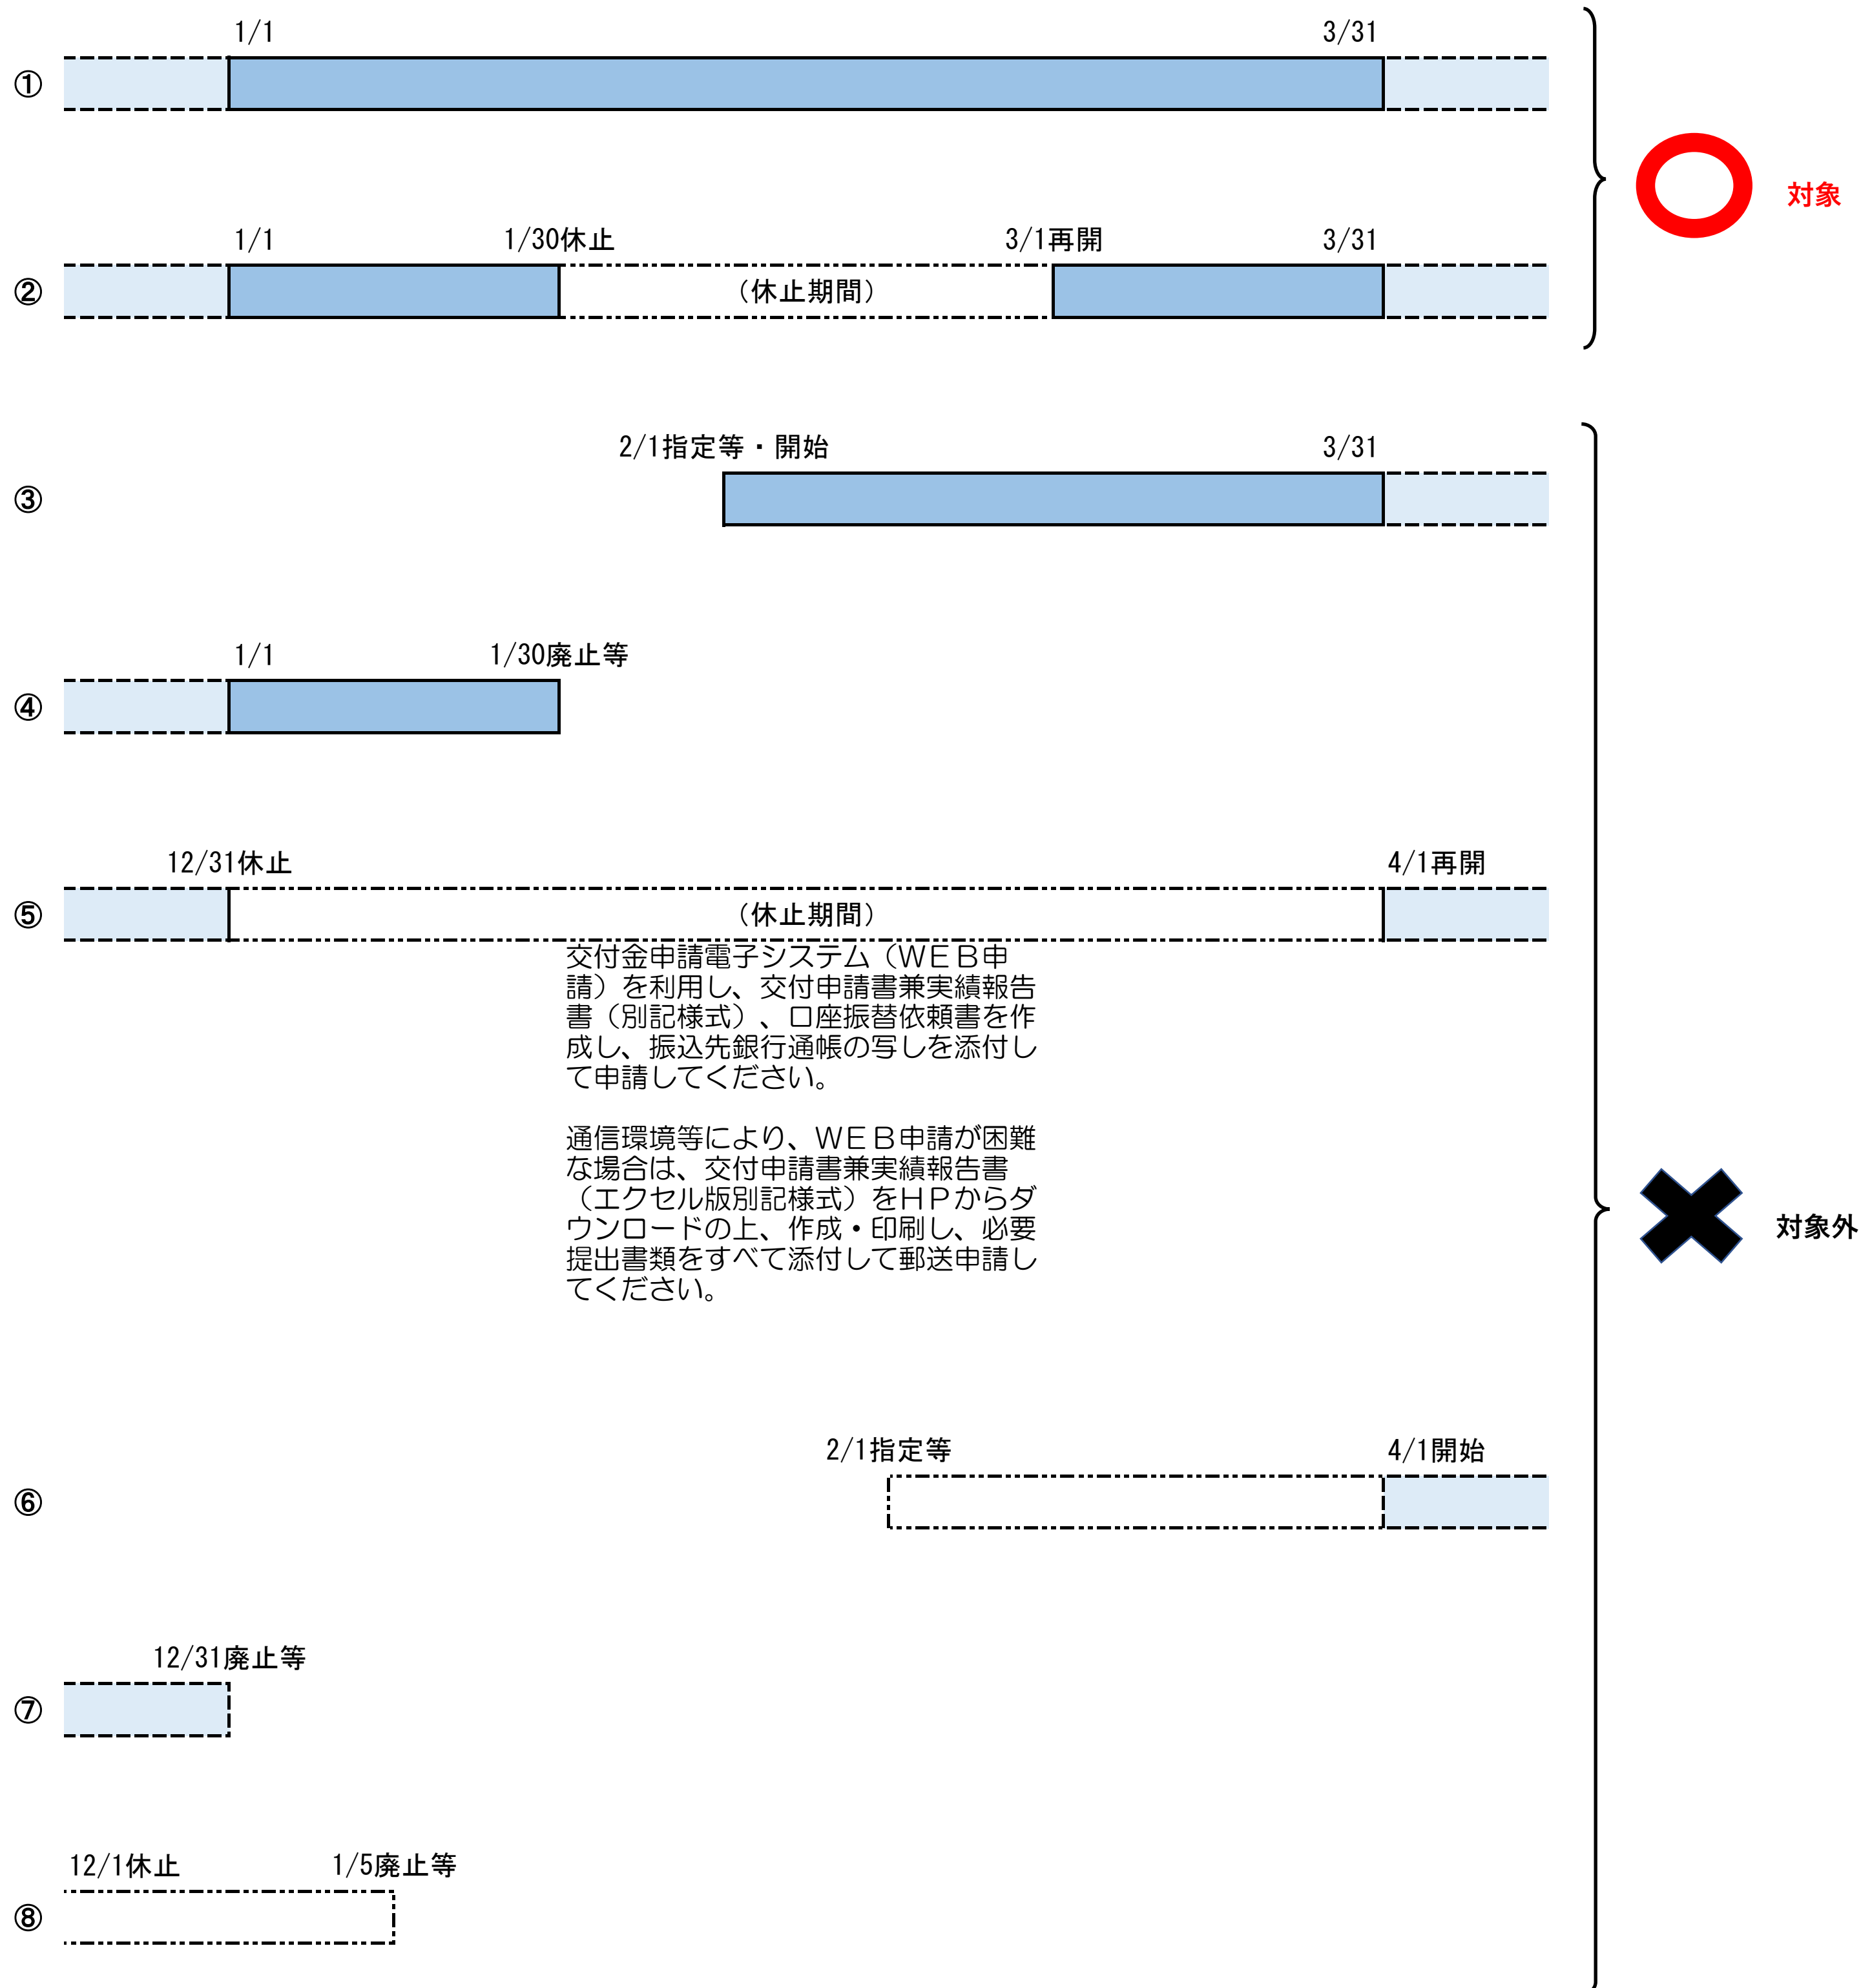 1/1 3/31
①
対象
1/1 1/30休止 3/1再開 3/31
② (休止期間)
2/1指定等・開始 3/31
③
1/1 1/30廃止等
④
12/31休止 4/1再開
⑤ (休止期間)
交付金申請電子システム（ＷＥＢ申
請）を利用し、交付申請書兼実績報告
書（別記様式）、口座振替依頼書を作
成し、振込先銀行通帳の写しを添付し
て申請してください。
通信環境等により、ＷＥＢ申請が困難
な場合は、交付申請書兼実績報告書
（エクセル版別記様式）をＨＰからダ
ウンロードの上、作成・印刷し、必要
提出書類をすべて添付して郵送申請し
てください。
対象外
2/1指定等 4/1開始
⑥
12/31廃止等
⑦
12/1休止 1/5廃止等
⑧